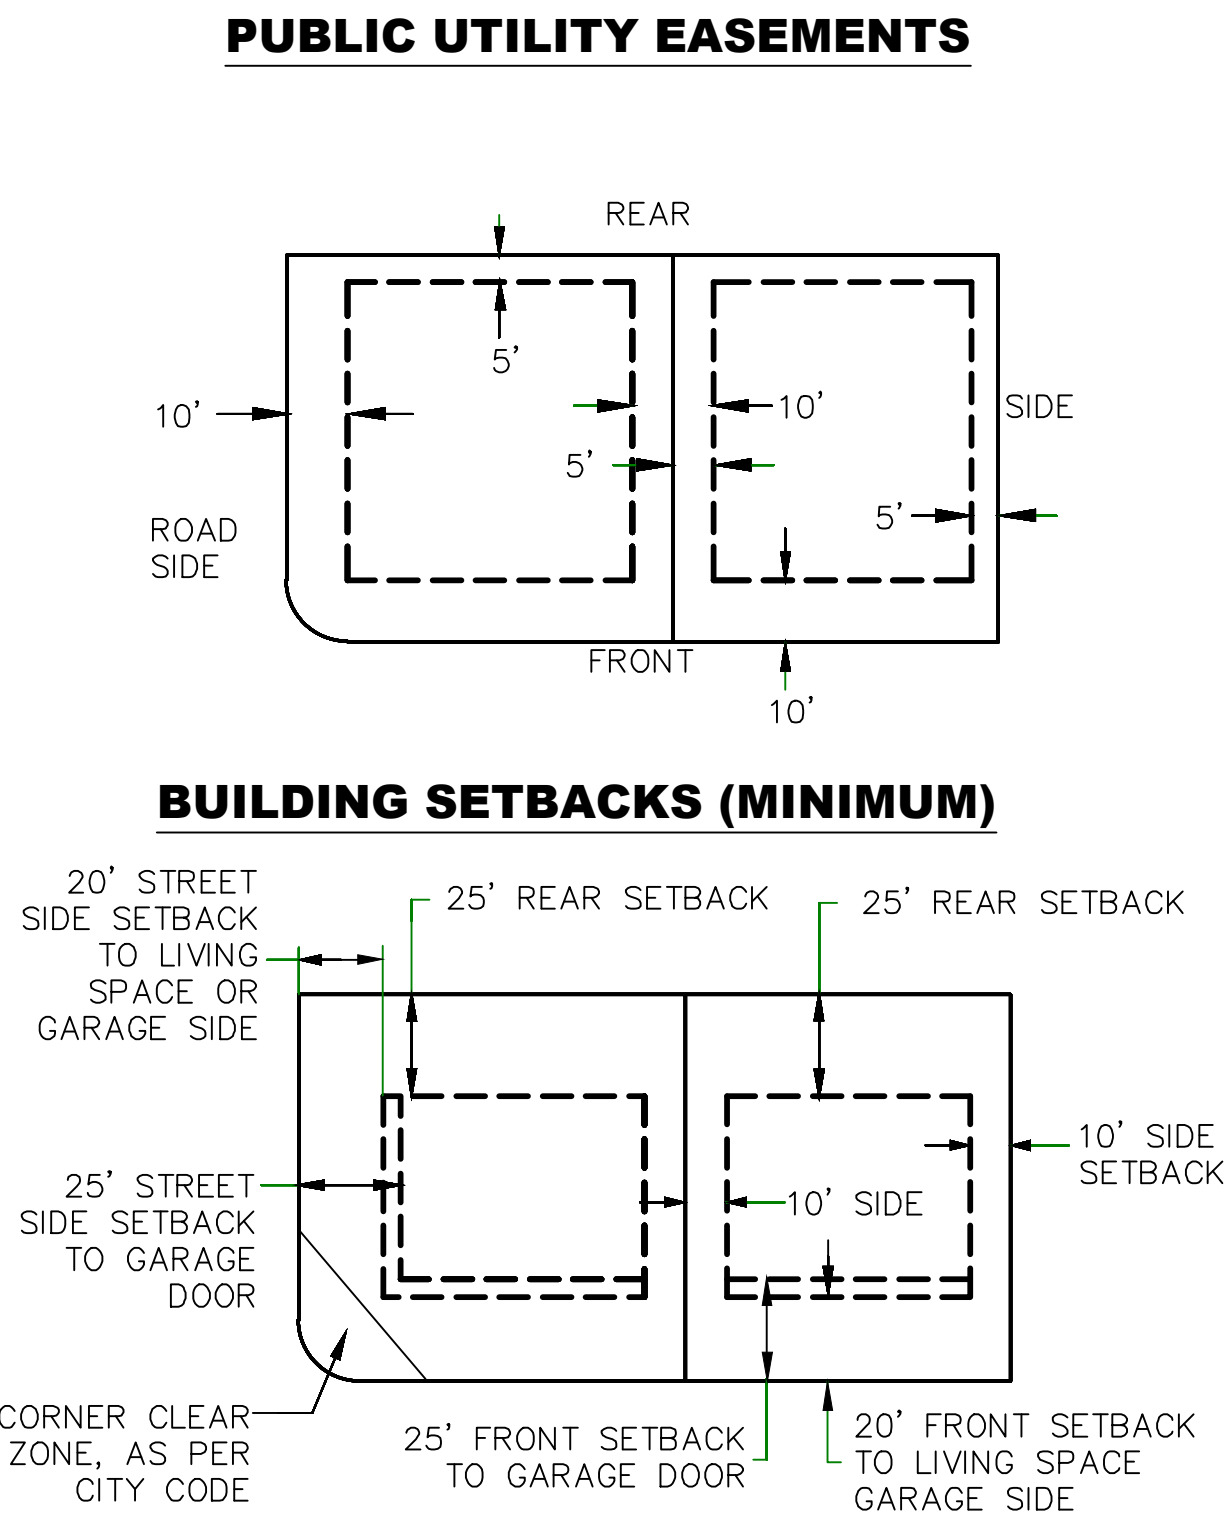 PUBLIC UTILITY EASEMENTS
REAR
5'
10'
10'
SIDE
5'
5'
ROAD
SIDE
FRONT
10'
BUILDING SETBACKS (MINIMUM)
20' STREET
SIDE SETBACK
TO LIVING
SPACE OR
GARAGE SIDE
25' REAR SETBACK
25' REAR SETBACK
10' SIDE
SETBACK
25' STREET
SIDE SETBACK
TO GARAGE
DOOR
10' SIDE
CORNER CLEAR
ZONE, AS PER
CITY CODE
25' FRONT SETBACK
TO GARAGE DOOR
20' FRONT SETBACK
TO LIVING SPACE
GARAGE SIDE